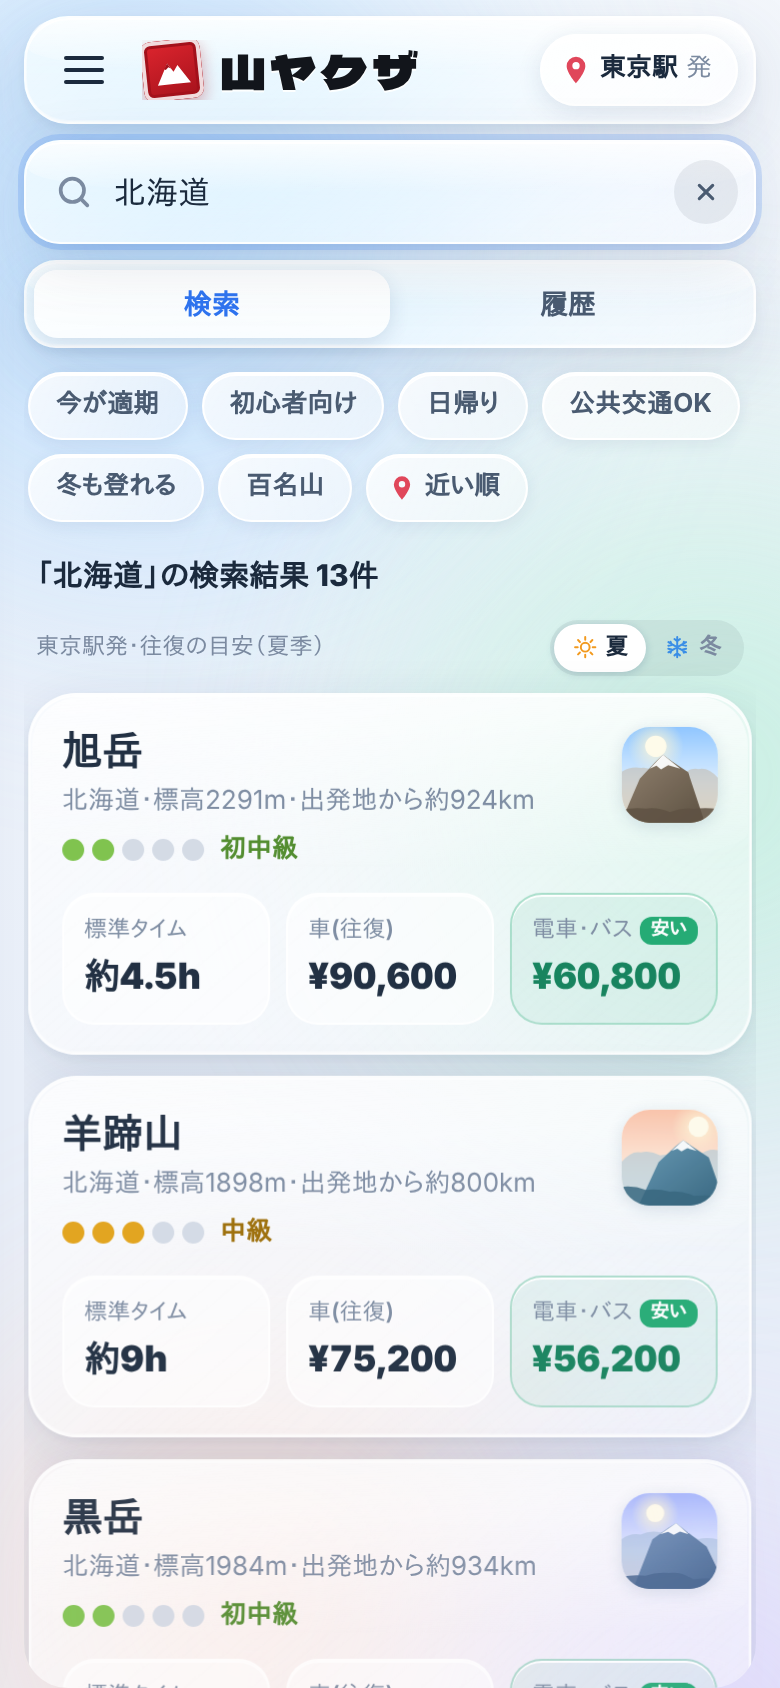 山ヤクザ
東京駅 発
北海道
検索 履歴
今が適期 初心者向け 日帰り 公共交通OK
冬も登れる 百名山 近い順
「北海道」の検索結果 13件
東京駅発・往復の目安（夏季） 夏 冬
旭岳
北海道・標高2291m・出発地から約924km
初中級
標準タイム 車(往復) 電車・バス 安い
約4.5h ¥90,600 ¥60,800
羊蹄山
北海道・標高1898m・出発地から約800km
中級
標準タイム 車(往復) 電車・バス 安い
約9h ¥75,200 ¥56,200
黒岳
北海道・標高1984m・出発地から約934km
初中級